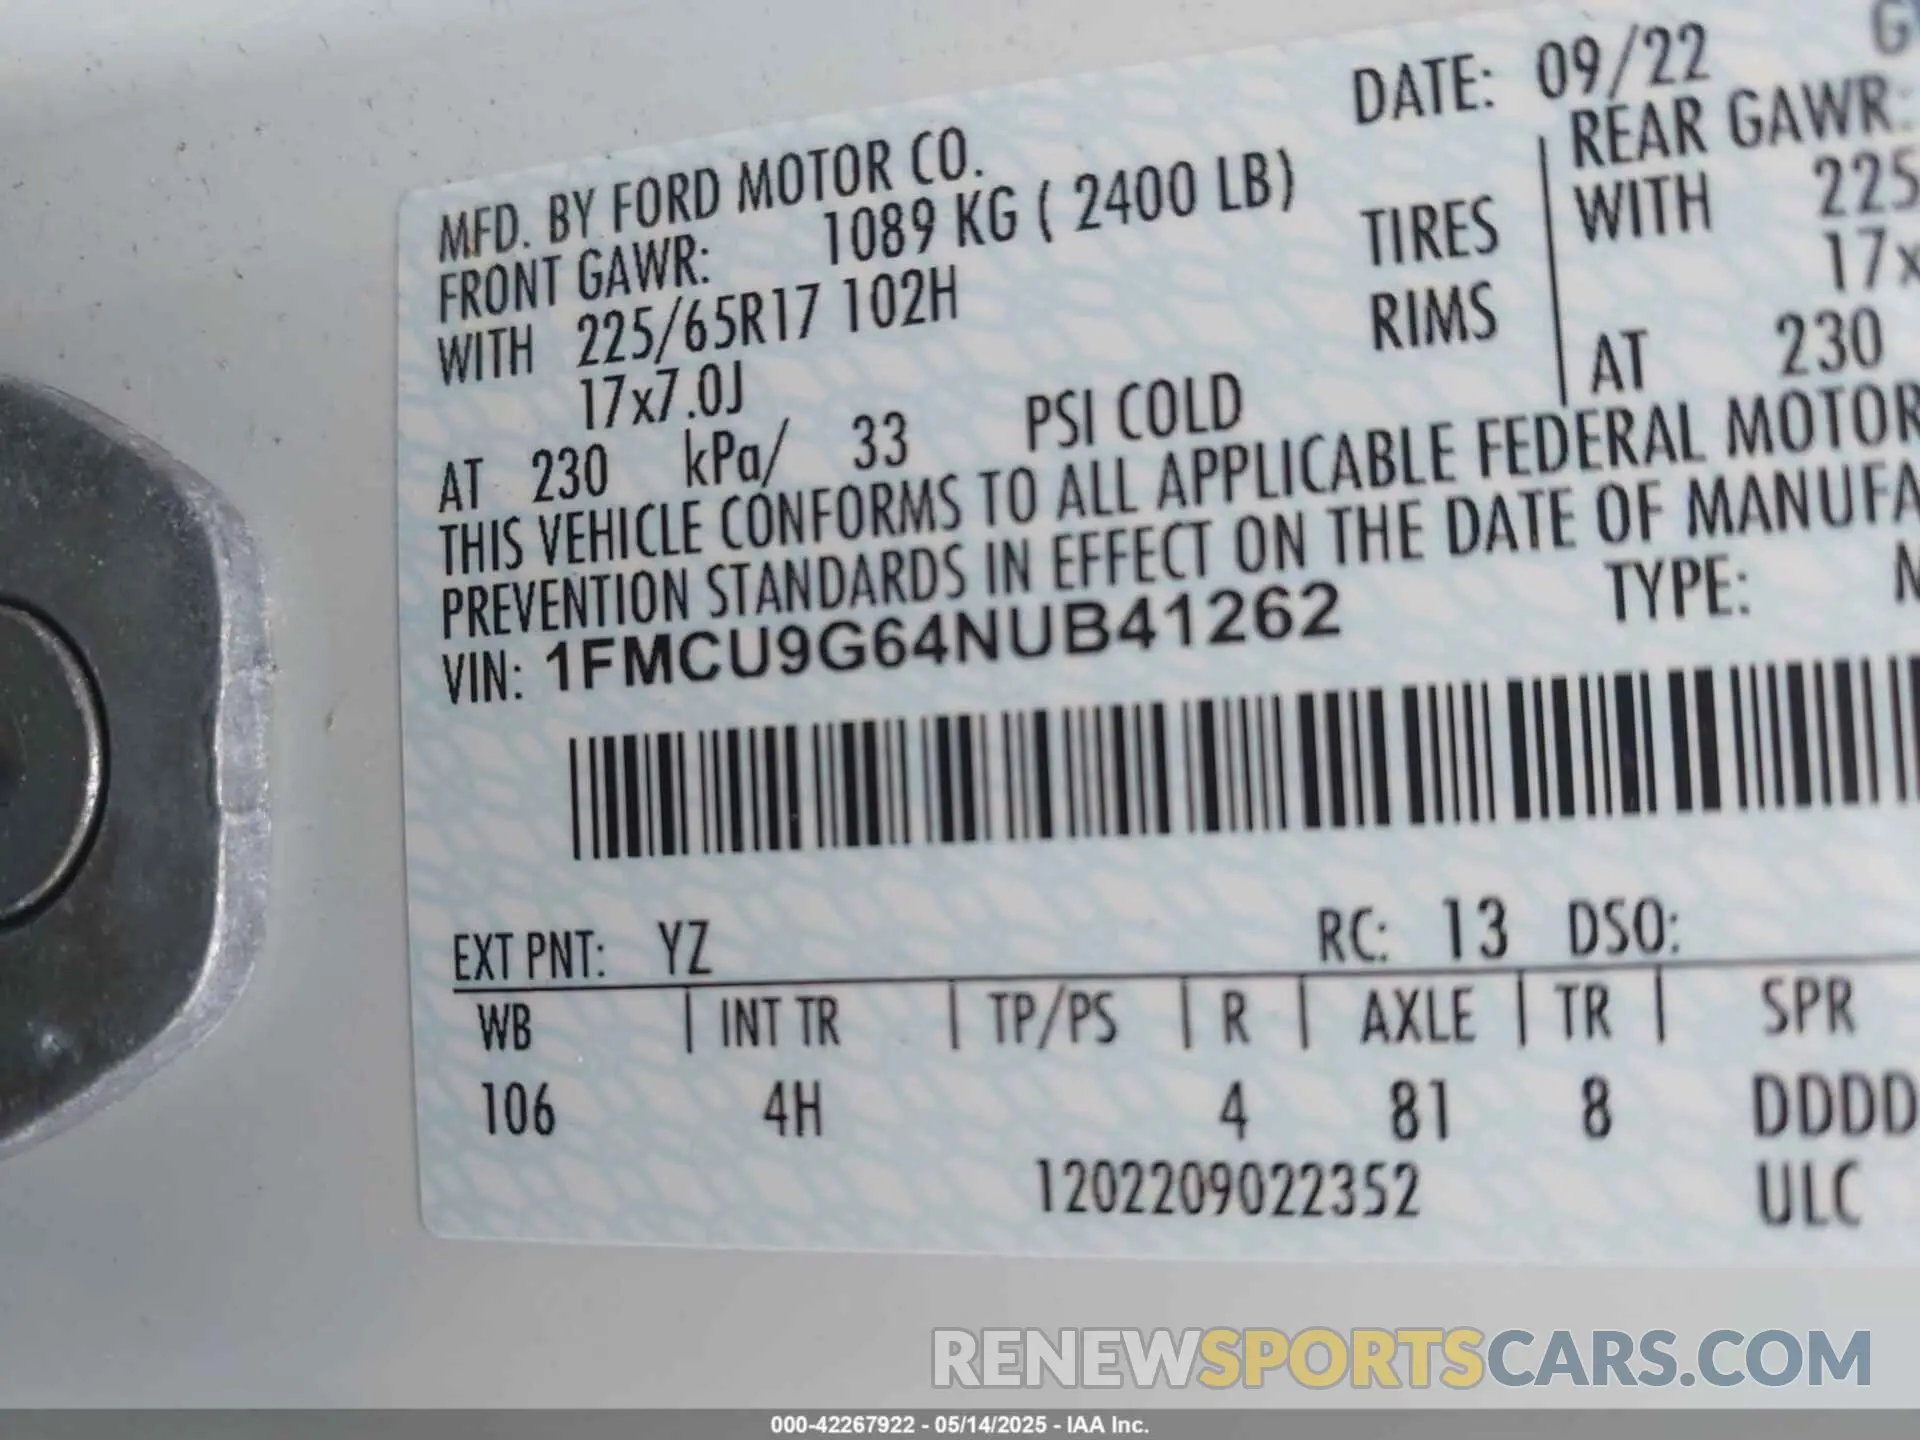 DATE: 09/22
MFD. BY FORD MOTOR CO.
FRONT GAWR: 1089 KG ( 2400 LB)
REAR GAWR:
WITH 225/65R17 102H TIRES
WITH 225
17x7.0J RIMS
17x
AT 230 kPa/ 33 PSI COLD
AT 230
THIS VEHICLE CONFORMS TO ALL APPLICABLE FEDERAL MOTOR
PREVENTION STANDARDS IN EFFECT ON THE DATE OF MANUFA
VIN: 1FMCU9G64NUB41262 TYPE:
EXT PNT: YZ RC: 13 DSO:
WB | INT TR | TP/PS | R | AXLE | TR | SPR
106 4H 4 81 8 DDDD
1202209022352 ULC
RENEWSPORTSCARS.COM
000-42267922 - 05/14/2025 - IAA Inc.